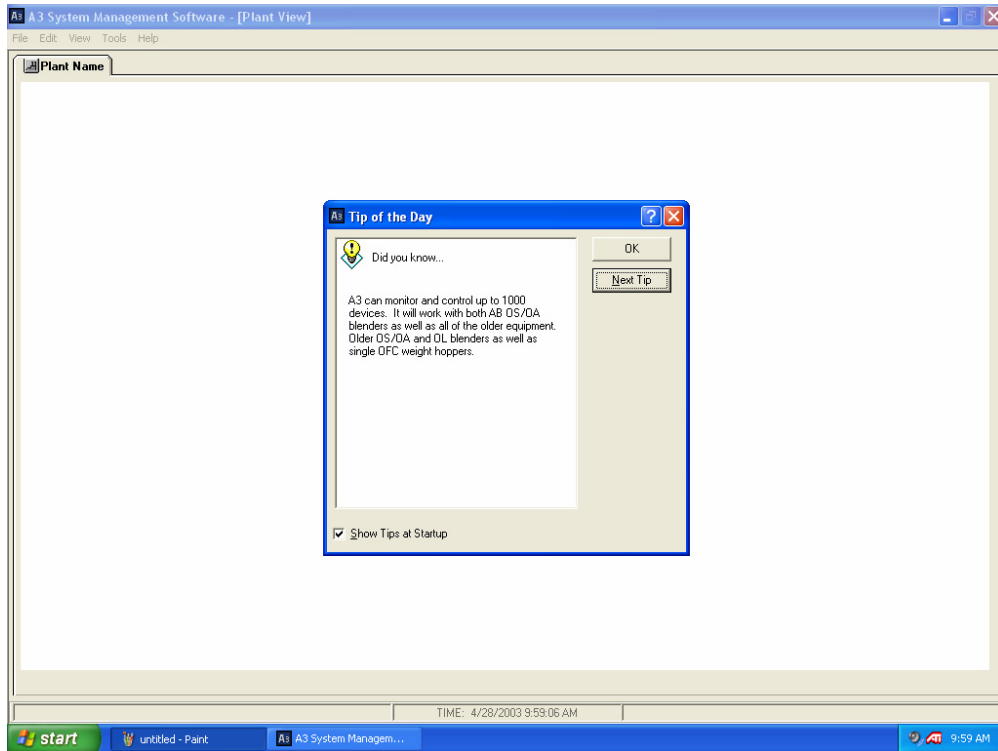 A3 A3 System Management Software - [Plant View]
File Edit View Tools Help
Plant Name
A3 Tip of the Day
Did you know...
OK
Next Tip
A3 can monitor and control up to 1000
devices. It will work with both AB OS/OA
blenders as well as all of the older equipment.
Older OS/OA and OL blenders as well as
single OFC weight hoppers.
Show Tips at Startup
TIME: 4/28/2003 9:59:06 AM
start
untitled - Paint
A3 A3 System Managem...
ATI
9:59 AM